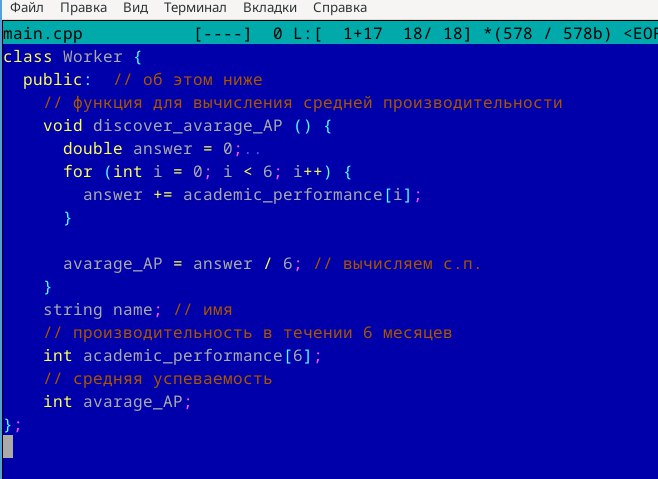 Файл Правка Вид Терминал Вкладки Справка
main.cpp [----] 0 L:[ 1+17 18/ 18] *(578 / 578b) <EOF
class Worker {
public: // об этом ниже
// функция для вычисления средней производительности
void discover_avarage_AP () {
double answer = 0;..
for (int i = 0; i < 6; i++) {
answer += academic_performance[i];
}
avarage_AP = answer / 6; // вычисляем с.п.
}
string name; // имя
// производительность в течении 6 месяцев
int academic_performance[6];
// средняя успеваемость
int avarage_AP;
};